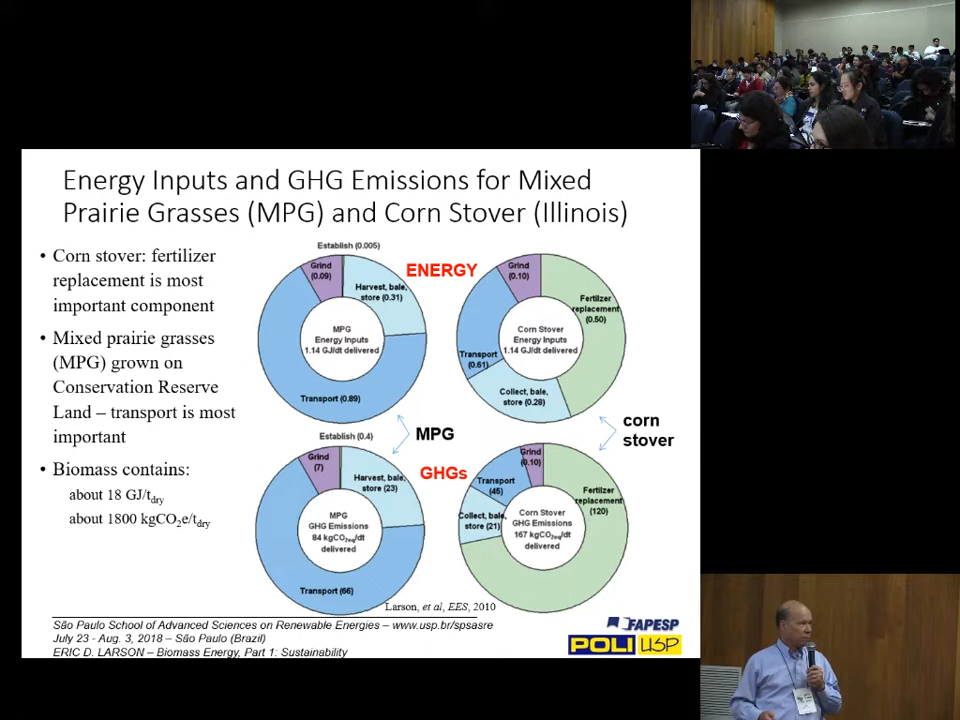 Energy Inputs and GHG Emissions for Mixed
Prairie Grasses (MPG) and Corn Stover (Illinois)
• Corn stover: fertilizer
replacement is most
important component
• Mixed prairie grasses
(MPG) grown on
Conservation Reserve
Land – transport is most
important
• Biomass contains:
about 18 GJ/tdry
about 1800 kgCO2e/tdry
Establish (0.005)
Grind
(0.09)
Harvest, bale,
store (0.31)
MPG
Energy Inputs
1.14 GJ/dt delivered
Transport (0.89)
ENERGY
Grind
(0.10)
Fertilzer
replacement
(0.50)
Corn Stover
Energy Inputs
1.14 GJ/dt delivered
Transport
(0.61)
Collect, bale,
store (0.28)
MPG
corn
stover
Establish (0.4)
Grind
(7)
Harvest, bale,
store (23)
MPG
GHG Emissions
84 kgCO2eq/dt
delivered
Transport (66)
GHGs
Grind
(0.10)
Transport
(45)
Fertilzer
replacement
(120)
Collect, bale,
store (21)
Corn Stover
GHG Emissions
167 kgCO2eq/dt
delivered
Larson, et al, EES, 2010
São Paulo School of Advanced Sciences on Renewable Energies – www.usp.br/spsasre
July 23 - Aug. 3, 2018 – São Paulo (Brazil)
ERIC D. LARSON – Biomass Energy, Part 1: Sustainability
FAPESP
POLI USP